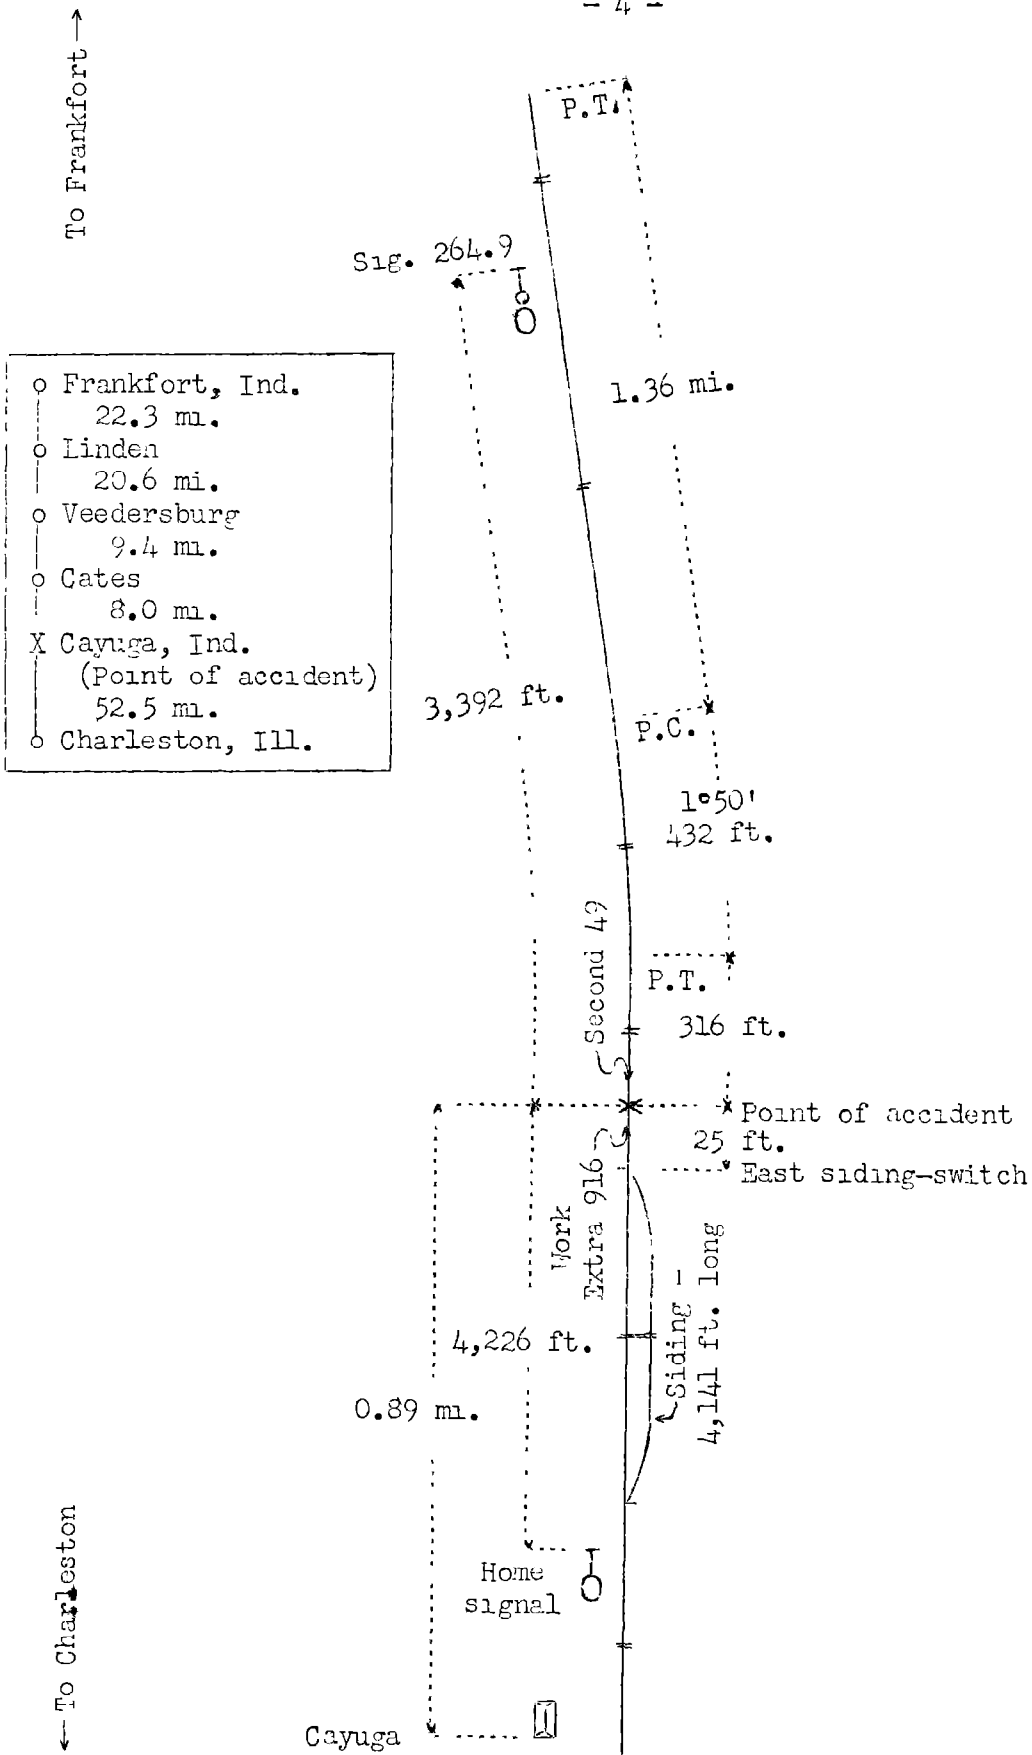 - 4 -
To Frankfort
P.T.
Sig. 264.9
1.36 mi.
Frankfort, Ind.
22.3 mi.
Linden
20.6 mi.
Veedersburg
9.4 mi.
Cates
8.0 mi.
X Cayuga, Ind.
(Point of accident)
52.5 mi.
Charleston, Ill.
3,392 ft.
P.C.
1°50'
432 ft.
Second 49
P.T.
316 ft.
Point of accident
25 ft.
East siding-switch
Work
Extra 916
Siding -
4,141 ft. long
4,226 ft.
0.89 mi.
To Charleston
Home
signal
Cayuga